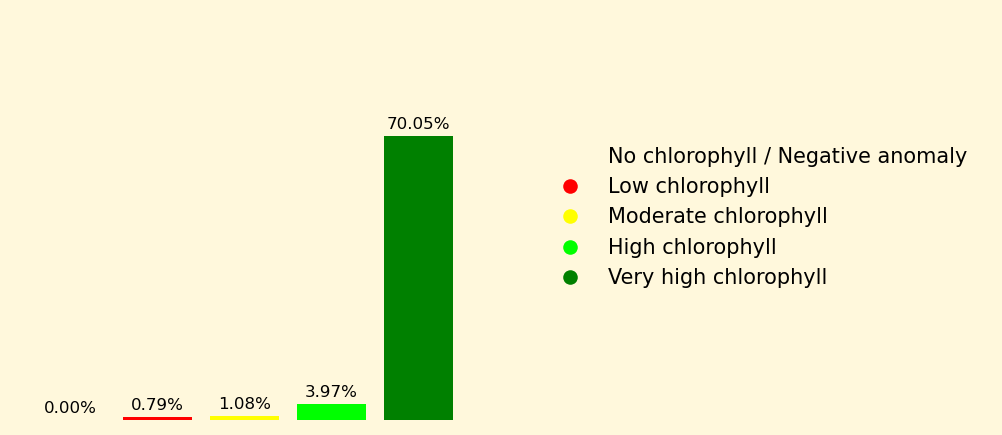 70.05%
3.97%
1.08%
0.79%
0.00%
No chlorophyll / Negative anomaly
Low chlorophyll
Moderate chlorophyll
High chlorophyll
Very high chlorophyll